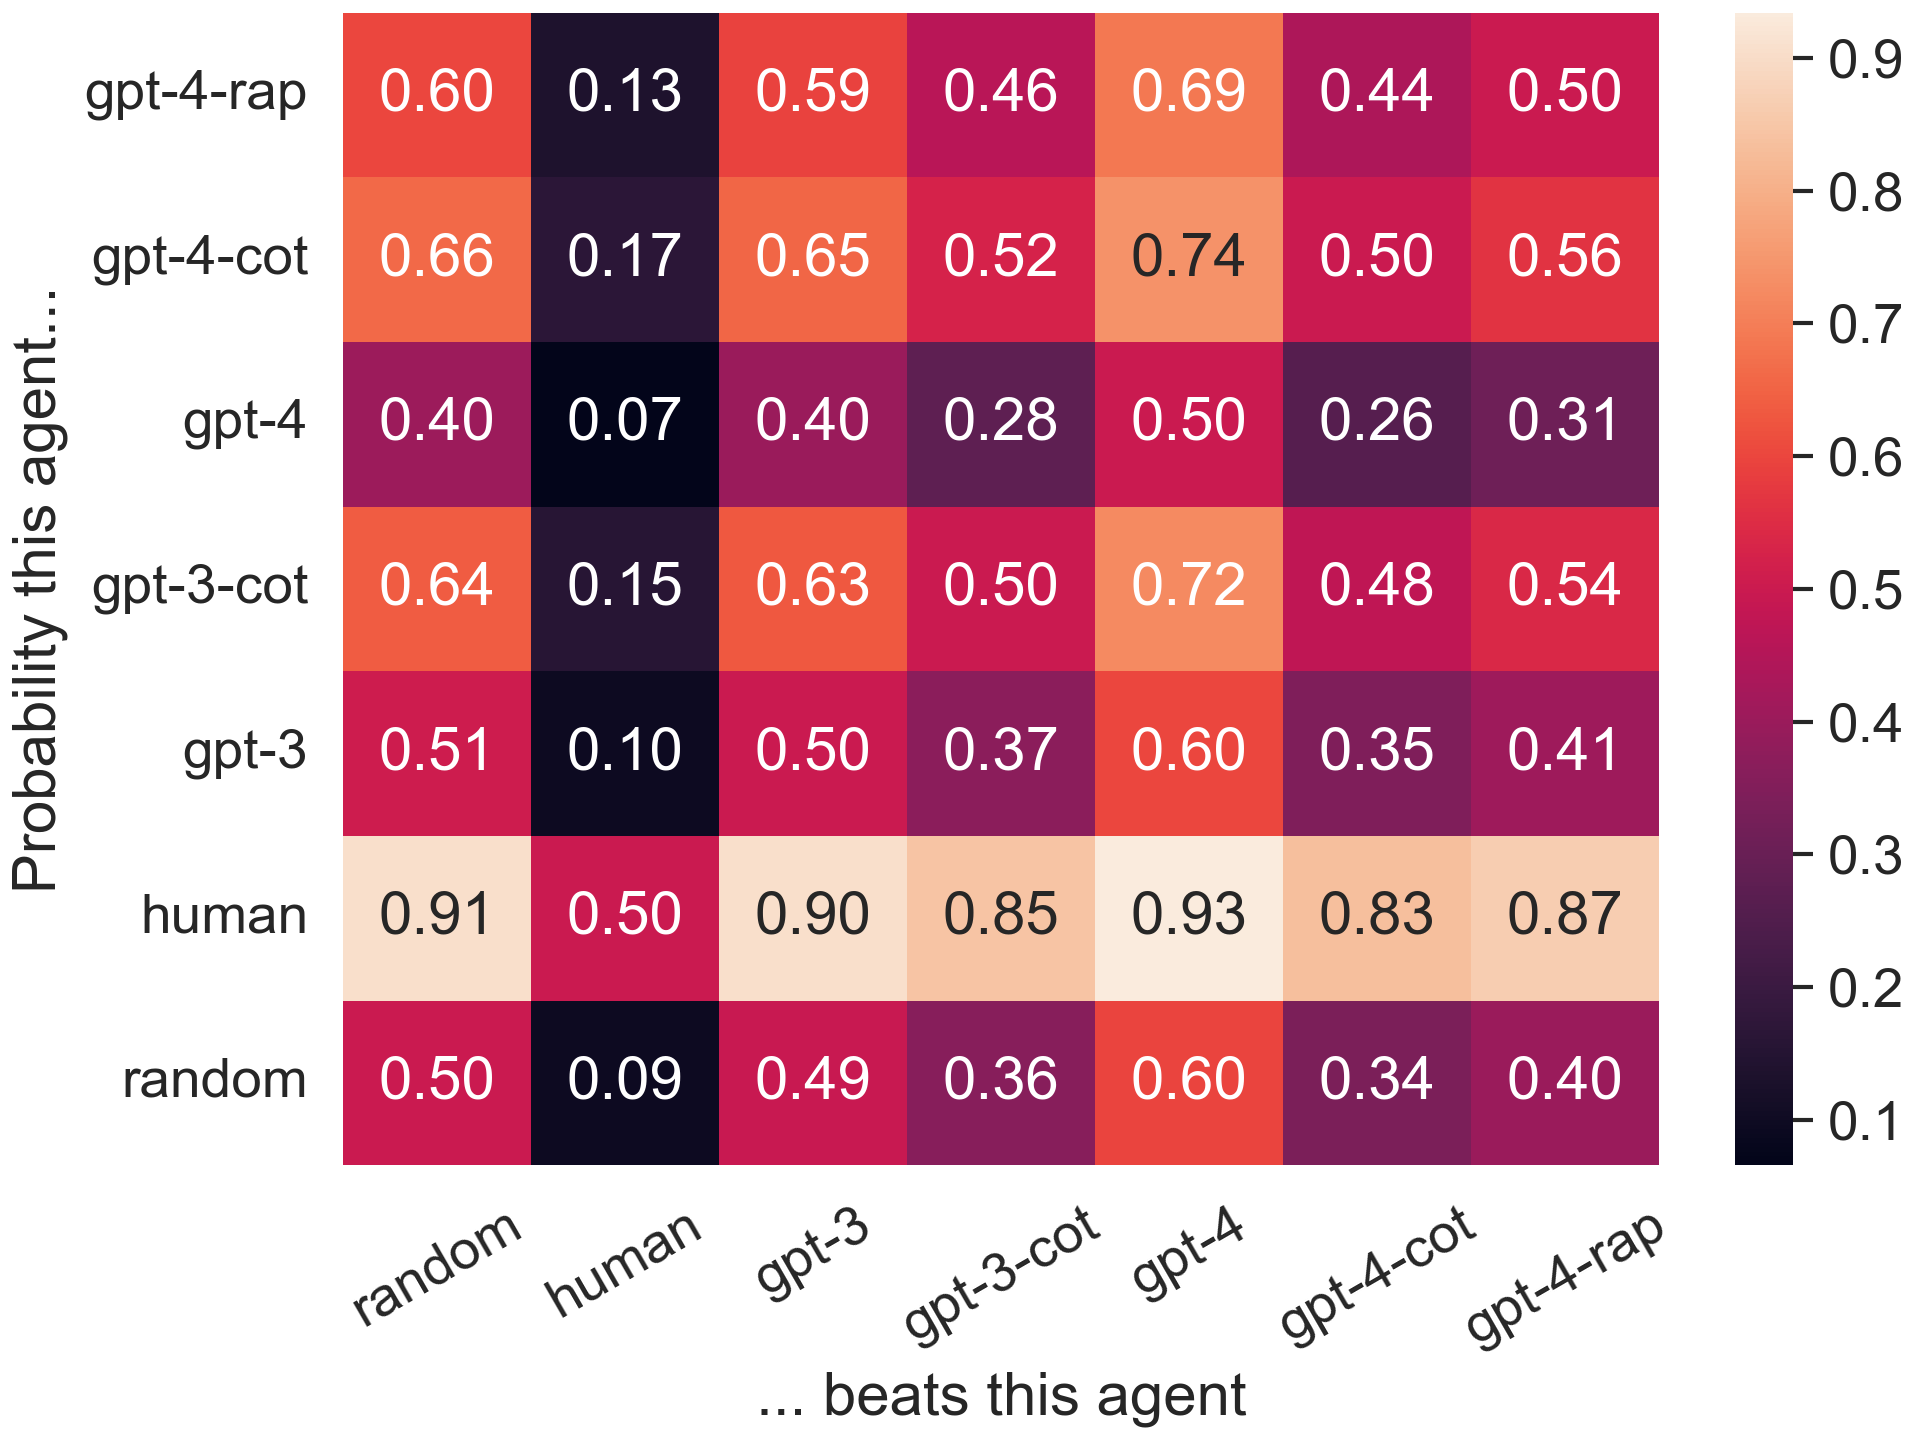 Probability this agent...
gpt-4-rap 0.60 0.13 0.59 0.46 0.69 0.44 0.50
gpt-4-cot 0.66 0.17 0.65 0.52 0.74 0.50 0.56
gpt-4 0.40 0.07 0.40 0.28 0.50 0.26 0.31
gpt-3-cot 0.64 0.15 0.63 0.50 0.72 0.48 0.54
gpt-3 0.51 0.10 0.50 0.37 0.60 0.35 0.41
human 0.91 0.50 0.90 0.85 0.93 0.83 0.87
random 0.50 0.09 0.49 0.36 0.60 0.34 0.40
random human gpt-3 gpt-3-cot gpt-4 gpt-4-cot gpt-4-rap
... beats this agent
0.9
0.8
0.7
0.6
0.5
0.4
0.3
0.2
0.1